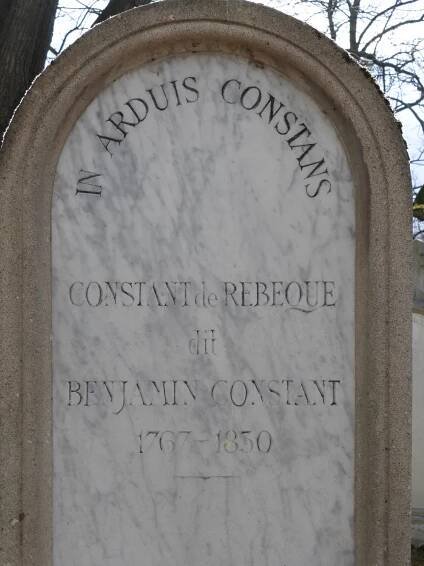 IN ARDUIS CONSTANS
CONSTANT de REBEQUE
dit
BENJAMIN CONSTANT
1767-1830